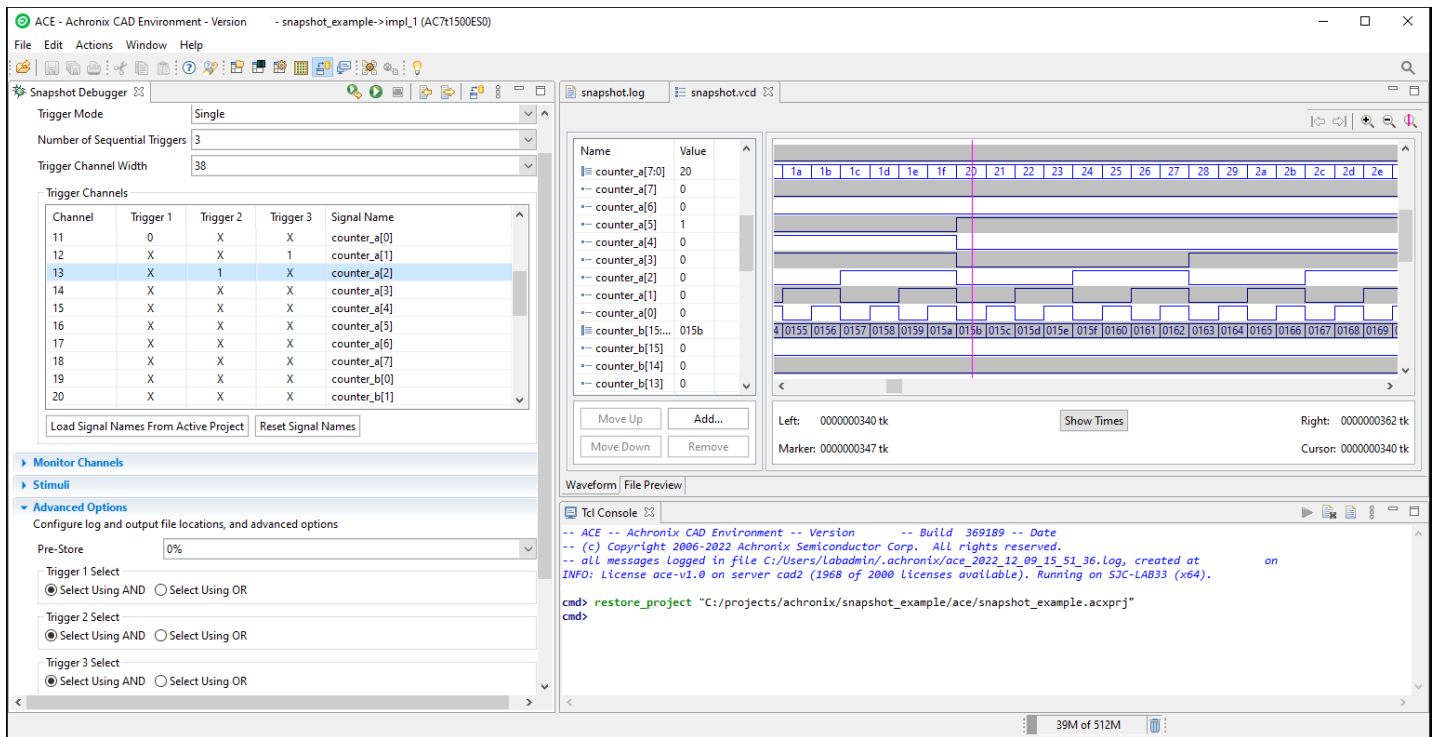 ACE - Achronix CAD Environment - Version - snapshot_example->impl_1 (AC7t1500ES0)
File Edit Actions Window Help
Snapshot Debugger
Trigger Mode Single
Number of Sequential Triggers 3
Trigger Channel Width 38
Trigger Channels
Channel Trigger 1 Trigger 2 Trigger 3 Signal Name
11 0 X X counter_a[0]
12 X X 1 counter_a[1]
13 X 1 X counter_a[2]
14 X X X counter_a[3]
15 X X X counter_a[4]
16 X X X counter_a[5]
17 X X X counter_a[6]
18 X X X counter_a[7]
19 X X X counter_b[0]
20 X X X counter_b[1]
Load Signal Names From Active Project Reset Signal Names
Monitor Channels
Stimuli
Advanced Options
Configure log and output file locations, and advanced options
Pre-Store 0%
Trigger 1 Select
Select Using AND Select Using OR
Trigger 2 Select
Select Using AND Select Using OR
Trigger 3 Select
Select Using AND Select Using OR
snapshot.log snapshot.vcd
Name Value
counter_a[7:0] 20
counter_a[7] 0
counter_a[6] 0
counter_a[5] 1
counter_a[4] 0
counter_a[3] 0
counter_a[2] 0
counter_a[1] 0
counter_a[0] 0
counter_b[15:... 015b
counter_b[15] 0
counter_b[14] 0
counter_b[13] 0
1a 1b 1c 1d 1e 1f 20 21 22 23 24 25 26 27 28 29 2a 2b 2c 2d 2e
4 0155 0156 0157 0158 0159 015a 015b 015c 015d 015e 015f 0160 0161 0162 0163 0164 0165 0166 0167 0168 0169
Move Up Add...
Move Down Remove
Left: 0000000340 tk Show Times Right: 0000000362 tk
Marker: 0000000347 tk Cursor: 0000000340 tk
Waveform File Preview
Tcl Console
-- ACE -- Achronix CAD Environment -- Version -- Build 369189 -- Date
-- (c) Copyright 2006-2022 Achronix Semiconductor Corp. All rights reserved.
-- all messages logged in file C:/Users/labadmin/.achronix/ace_2022_12_09_15_51_36.log, created at on
INFO: License ace-v1.0 on server cad2 (1968 of 2000 licenses available). Running on SJC-LAB33 (x64).
cmd> restore_project "C:/projects/achronix/snapshot_example/ace/snapshot_example.acxprj"
cmd>
39M of 512M